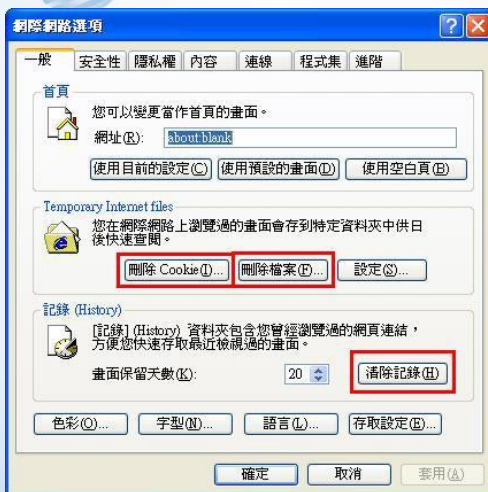 網際網路選項
一般 安全性 隱私權 內容 連線 程式集 進階
首頁
您可以變更當作首頁的畫面。
網址(R): about:blank
使用目前的設定(C) 使用預設的畫面(D) 使用空白頁(B)
Temporary Internet files
您在網際網路上瀏覽過的畫面會存到特定資料夾中供日
後快速查閱。
刪除 Cookie(I)... 刪除檔案(F)... 設定(S)...
記錄 (History)
[記錄] (History) 資料夾包含您曾經瀏覽過的網頁連結，
方便您快速存取最近檢視過的畫面。
畫面保留天數(K): 20 清除記錄(H)
色彩(O)... 字型(N)... 語言(L)... 存取設定(E)...
確定 取消 套用(A)